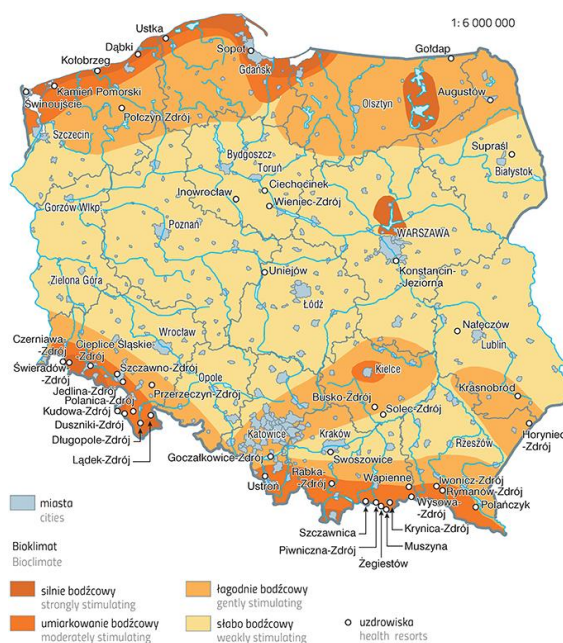 1: 6 000 000
Ustka
Dąbki
Kołobrzeg
Sopot
Gdańsk
Gołdap
Kamień Pomorski
Świnoujście
Olsztyn
Augustów
Połczyn-Zdrój
Szczecin
Supraśl
Białystok
Bydgoszcz
Toruń
Ciechocinek
Inowrocław
Wieniec-Zdrój
Gorzów Wlkp.
Poznań
WARSZAWA
Uniejów
Konstancin-
Jeziorna
Zielona Góra
Łódź
Nałęczów
Lublin
Wrocław
Czerniawa-
-Zdrój
Cieplice Śląskie-
-Zdrój
Świeradów-
-Zdrój
Szczawno-Zdrój
Opole
Kielce
Jedlina-Zdrój
Polanica-Zdrój
Przerzeczyn-Zdrój
Krasnobród
Kudowa-Zdrój
Busko-Zdrój
Solec-Zdrój
Duszniki-Zdrój
Długopole-Zdrój
Katowice
Kraków
Rzeszów
Horyniec
-Zdrój
Lądek-Zdrój
Goczałkowice-Zdrój
Swoszowice
Ustroń
Rabka-
-Zdrój
Wapienne
Iwonicz-Zdrój
Rymanów-Zdrój
Wysowa-
-Zdrój
Polańczyk
Szczawnica
Krynica-Zdrój
Piwniczna-Zdrój
Muszyna
Żegiestów
miasta
cities
Bioklimat
Bioclimate
silnie bodźcowy
strongly stimulating
umiarkowanie bodźcowy
moderately stimulating
łagodnie bodźcowy
gently stimulating
słabo bodźcowy
weakly stimulating
uzdrowiska
health resorts